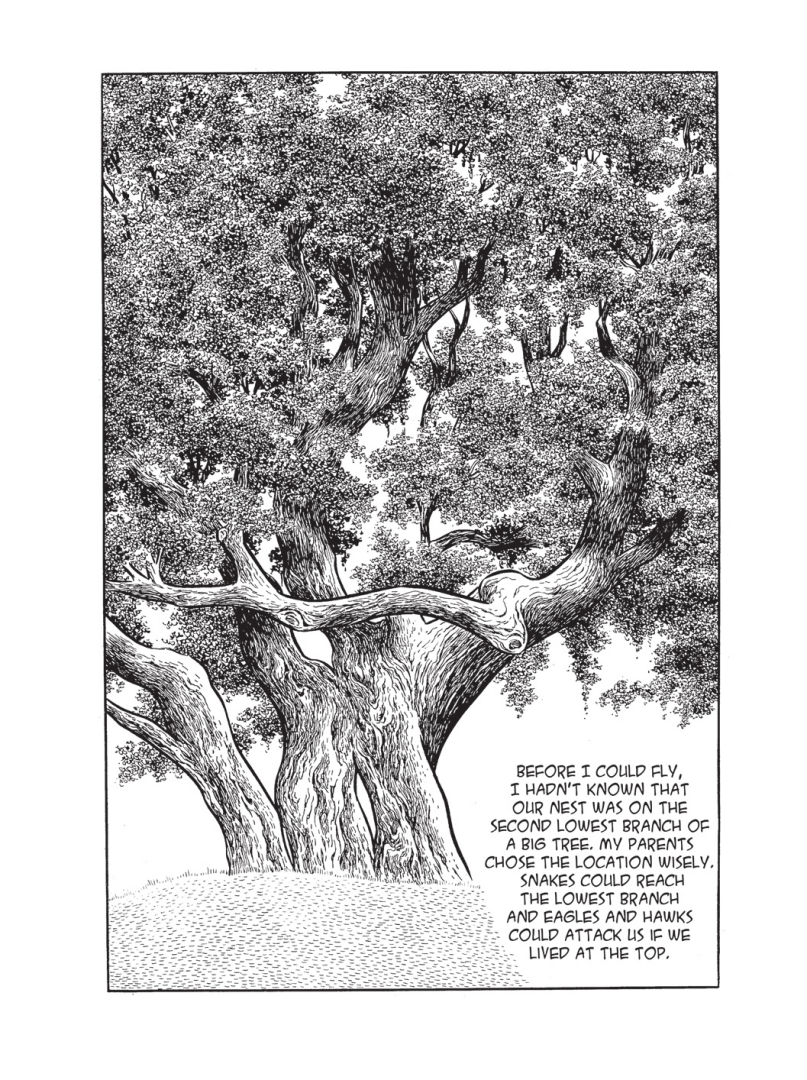 BEFORE I COULD FLY,
I HADN'T KNOWN THAT
OUR NEST WAS ON THE
SECOND LOWEST BRANCH OF
A BIG TREE. MY PARENTS
CHOSE THE LOCATION WISELY.
SNAKES COULD REACH
THE LOWEST BRANCH
AND EAGLES AND HAWKS
COULD ATTACK US IF WE
LIVED AT THE TOP.